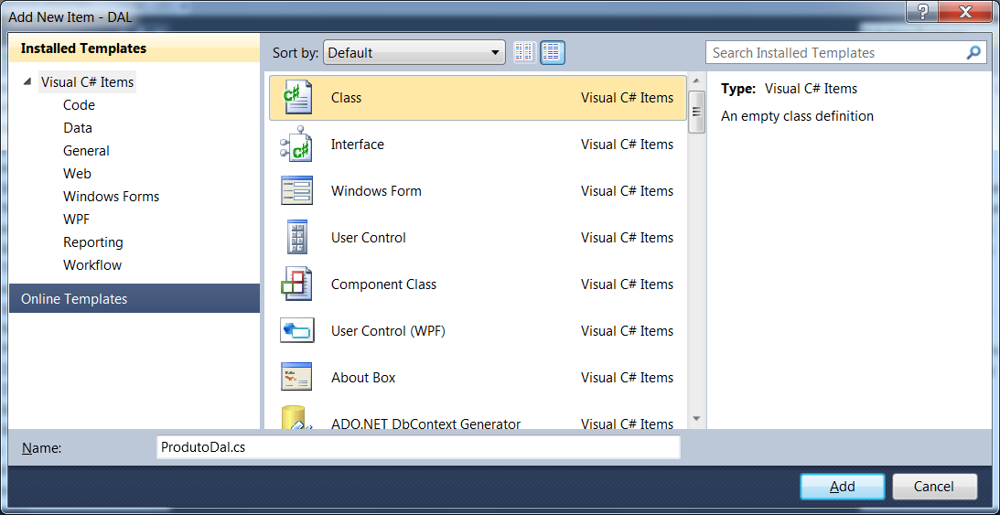 Add New Item - DAL
Installed Templates
Visual C# Items
Code
Data
General
Web
Windows Forms
WPF
Reporting
Workflow
Online Templates
Sort by: Default
Search Installed Templates
Class Visual C# Items
Interface Visual C# Items
Windows Form Visual C# Items
User Control Visual C# Items
Component Class Visual C# Items
User Control (WPF) Visual C# Items
About Box Visual C# Items
ADO.NET DbContext Generator Visual C# Items
Type: Visual C# Items
An empty class definition
Name: ProdutoDal.cs
Add
Cancel